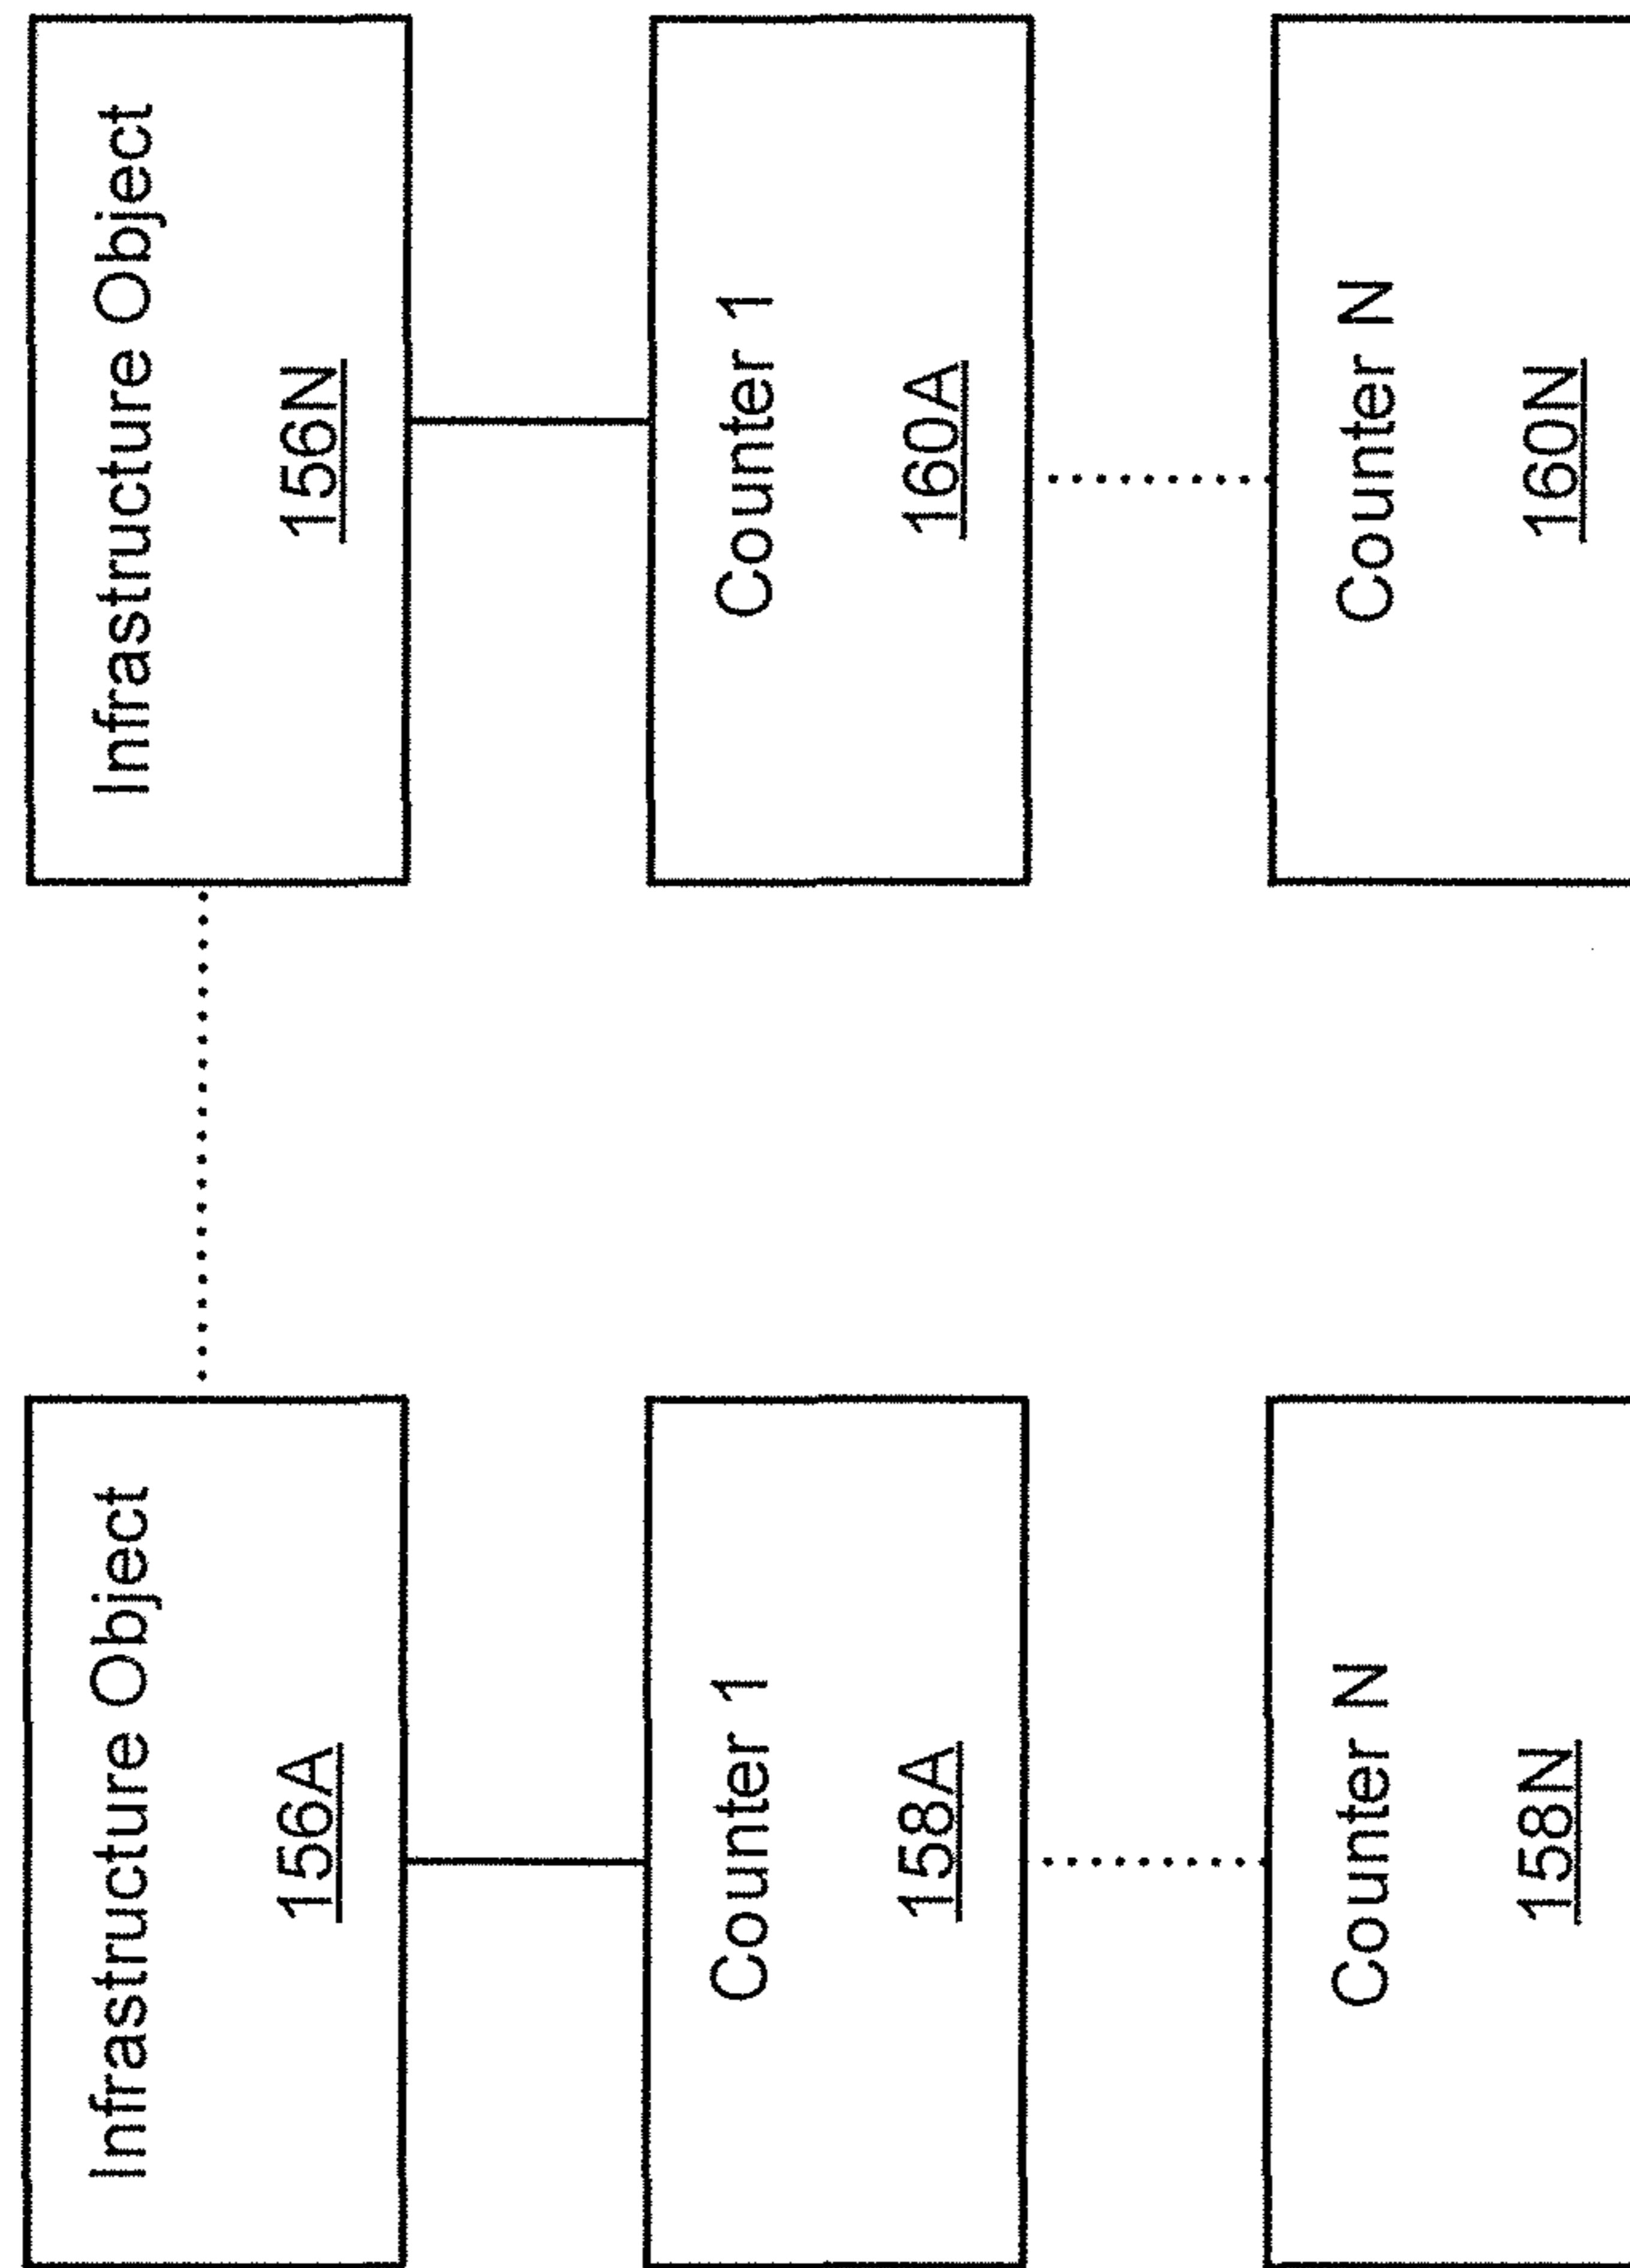 Infrastructure Object
156A
Counter 1
158A
Counter N
158N
Infrastructure Object
156N
Counter 1
160A
Counter N
160N